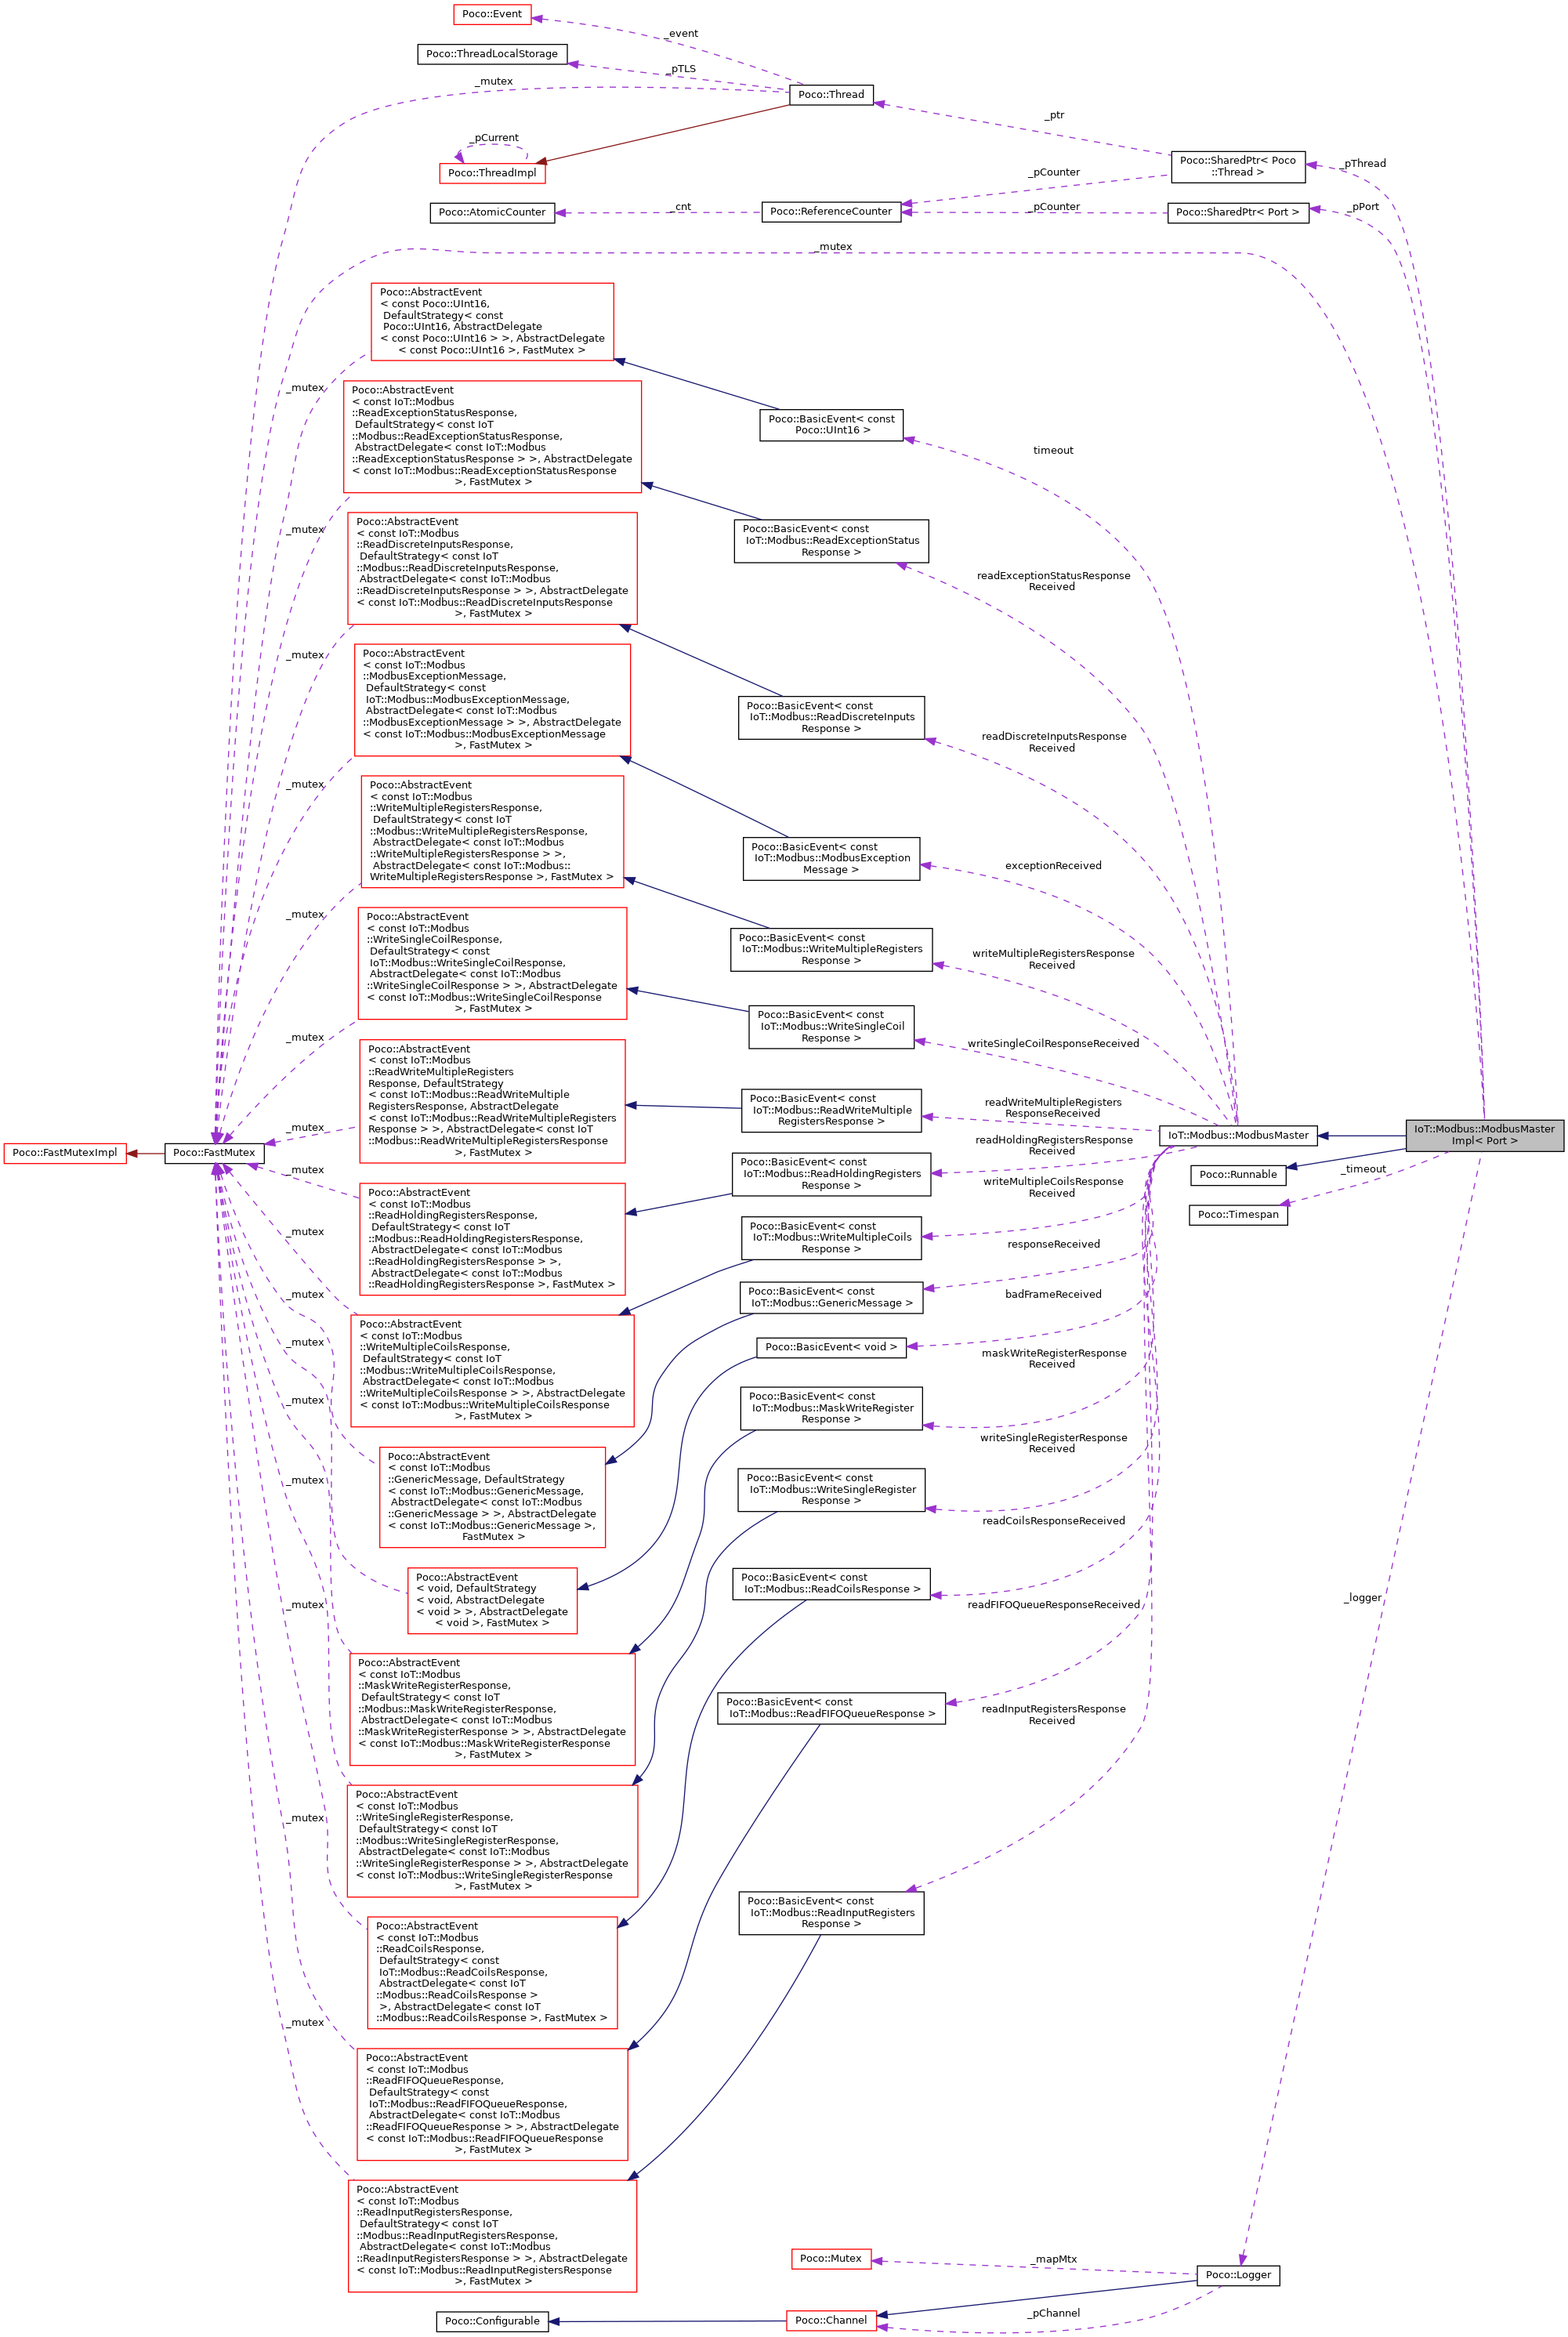 Poco::Event
_event
Poco::ThreadLocalStorage
_pTLS
_mutex
Poco::Thread
_ptr
_pCurrent
Poco::ThreadImpl
Poco::SharedPtr< Poco
::Thread >
_pThread
_pCounter
Poco::AtomicCounter
_cnt
Poco::ReferenceCounter
_pCounter
Poco::SharedPtr< Port >
_pPort
_mutex
Poco::AbstractEvent
< const Poco::UInt16,
DefaultStrategy< const
Poco::UInt16, AbstractDelegate
< const Poco::UInt16 > >, AbstractDelegate
< const Poco::UInt16 >, FastMutex >
_mutex
Poco::BasicEvent< const
Poco::UInt16 >
timeout
Poco::AbstractEvent
< const IoT::Modbus
::ReadExceptionStatusResponse,
DefaultStrategy< const IoT
::Modbus::ReadExceptionStatusResponse,
AbstractDelegate< const IoT::Modbus
::ReadExceptionStatusResponse > >, AbstractDelegate
< const IoT::Modbus::ReadExceptionStatusResponse
>, FastMutex >
_mutex
Poco::BasicEvent< const
IoT::Modbus::ReadExceptionStatus
Response >
readExceptionStatusResponse
Received
Poco::AbstractEvent
< const IoT::Modbus
::ReadDiscreteInputsResponse,
DefaultStrategy< const IoT
::Modbus::ReadDiscreteInputsResponse,
AbstractDelegate< const IoT::Modbus
::ReadDiscreteInputsResponse > >, AbstractDelegate
< const IoT::Modbus::ReadDiscreteInputsResponse
>, FastMutex >
_mutex
Poco::BasicEvent< const
IoT::Modbus::ReadDiscreteInputs
Response >
readDiscreteInputsResponse
Received
Poco::AbstractEvent
< const IoT::Modbus
::ModbusExceptionMessage,
DefaultStrategy< const
IoT::Modbus::ModbusExceptionMessage,
AbstractDelegate< const IoT::Modbus
::ModbusExceptionMessage > >, AbstractDelegate
< const IoT::Modbus::ModbusExceptionMessage
>, FastMutex >
_mutex
Poco::BasicEvent< const
IoT::Modbus::ModbusException
Message >
exceptionReceived
Poco::AbstractEvent
< const IoT::Modbus
::WriteMultipleRegistersResponse,
DefaultStrategy< const IoT
::Modbus::WriteMultipleRegistersResponse,
AbstractDelegate< const IoT::Modbus
::WriteMultipleRegistersResponse > >,
AbstractDelegate< const IoT::Modbus::
WriteMultipleRegistersResponse >, FastMutex >
_mutex
Poco::BasicEvent< const
IoT::Modbus::WriteMultipleRegisters
Response >
writeMultipleRegistersResponse
Received
Poco::AbstractEvent
< const IoT::Modbus
::WriteSingleCoilResponse,
DefaultStrategy< const
IoT::Modbus::WriteSingleCoilResponse,
AbstractDelegate< const IoT::Modbus
::WriteSingleCoilResponse > >, AbstractDelegate
< const IoT::Modbus::WriteSingleCoilResponse
>, FastMutex >
_mutex
Poco::BasicEvent< const
IoT::Modbus::WriteSingleCoil
Response >
writeSingleCoilResponseReceived
Poco::AbstractEvent
< const IoT::Modbus
::ReadWriteMultipleRegisters
Response, DefaultStrategy
< const IoT::Modbus::ReadWriteMultiple
RegistersResponse, AbstractDelegate
< const IoT::Modbus::ReadWriteMultipleRegisters
Response > >, AbstractDelegate< const IoT
::Modbus::ReadWriteMultipleRegistersResponse
>, FastMutex >
_mutex
Poco::BasicEvent< const
IoT::Modbus::ReadWriteMultiple
RegistersResponse >
readWriteMultipleRegisters
ResponseReceived
IoT::Modbus::ModbusMaster
IoT::Modbus::ModbusMaster
Impl< Port >
Poco::FastMutexImpl
Poco::FastMutex
_mutex
Poco::AbstractEvent
< const IoT::Modbus
::ReadHoldingRegistersResponse,
DefaultStrategy< const IoT
::Modbus::ReadHoldingRegistersResponse,
AbstractDelegate< const IoT::Modbus
::ReadHoldingRegistersResponse > >,
AbstractDelegate< const IoT::Modbus
::ReadHoldingRegistersResponse >, FastMutex >
Poco::BasicEvent< const
IoT::Modbus::ReadHoldingRegisters
Response >
readHoldingRegistersResponse
Received
Poco::Runnable
_timeout
Poco::Timespan
_mutex
Poco::BasicEvent< const
IoT::Modbus::WriteMultipleCoils
Response >
writeMultipleCoilsResponse
Received
Poco::AbstractEvent
< const IoT::Modbus
::WriteMultipleCoilsResponse,
DefaultStrategy< const IoT
::Modbus::WriteMultipleCoilsResponse,
AbstractDelegate< const IoT::Modbus
::WriteMultipleCoilsResponse > >, AbstractDelegate
< const IoT::Modbus::WriteMultipleCoilsResponse
>, FastMutex >
_mutex
Poco::BasicEvent< const
IoT::Modbus::GenericMessage >
responseReceived
_mutex
Poco::BasicEvent< void >
badFrameReceived
Poco::AbstractEvent
< const IoT::Modbus
::GenericMessage, DefaultStrategy
< const IoT::Modbus::GenericMessage,
AbstractDelegate< const IoT::Modbus
::GenericMessage > >, AbstractDelegate
< const IoT::Modbus::GenericMessage >,
FastMutex >
_mutex
Poco::BasicEvent< const
IoT::Modbus::MaskWriteRegister
Response >
maskWriteRegisterResponse
Received
_mutex
Poco::BasicEvent< const
IoT::Modbus::WriteSingleRegister
Response >
writeSingleRegisterResponse
Received
Poco::AbstractEvent
< void, DefaultStrategy
< void, AbstractDelegate
< void > >, AbstractDelegate
< void >, FastMutex >
_mutex
Poco::BasicEvent< const
IoT::Modbus::ReadCoilsResponse >
readCoilsResponseReceived
_logger
Poco::AbstractEvent
< const IoT::Modbus
::MaskWriteRegisterResponse,
DefaultStrategy< const IoT
::Modbus::MaskWriteRegisterResponse,
AbstractDelegate< const IoT::Modbus
::MaskWriteRegisterResponse > >, AbstractDelegate
< const IoT::Modbus::MaskWriteRegisterResponse
>, FastMutex >
Poco::BasicEvent< const
IoT::Modbus::ReadFIFOQueueResponse >
readFIFOQueueResponseReceived
Poco::AbstractEvent
< const IoT::Modbus
::WriteSingleRegisterResponse,
DefaultStrategy< const IoT
::Modbus::WriteSingleRegisterResponse,
AbstractDelegate< const IoT::Modbus
::WriteSingleRegisterResponse > >, AbstractDelegate
< const IoT::Modbus::WriteSingleRegisterResponse
>, FastMutex >
_mutex
readInputRegistersResponse
Received
Poco::BasicEvent< const
IoT::Modbus::ReadInputRegisters
Response >
Poco::AbstractEvent
< const IoT::Modbus
::ReadCoilsResponse,
DefaultStrategy< const
IoT::Modbus::ReadCoilsResponse,
AbstractDelegate< const IoT
::Modbus::ReadCoilsResponse >
>, AbstractDelegate< const IoT
::Modbus::ReadCoilsResponse >, FastMutex >
_mutex
Poco::AbstractEvent
< const IoT::Modbus
::ReadFIFOQueueResponse,
DefaultStrategy< const
IoT::Modbus::ReadFIFOQueueResponse,
AbstractDelegate< const IoT::Modbus
::ReadFIFOQueueResponse > >, AbstractDelegate
< const IoT::Modbus::ReadFIFOQueueResponse
>, FastMutex >
Poco::AbstractEvent
< const IoT::Modbus
::ReadInputRegistersResponse,
DefaultStrategy< const IoT
::Modbus::ReadInputRegistersResponse,
AbstractDelegate< const IoT::Modbus
::ReadInputRegistersResponse > >, AbstractDelegate
< const IoT::Modbus::ReadInputRegistersResponse
>, FastMutex >
Poco::Mutex
_mapMtx
Poco::Logger
Poco::Configurable
Poco::Channel
_pChannel